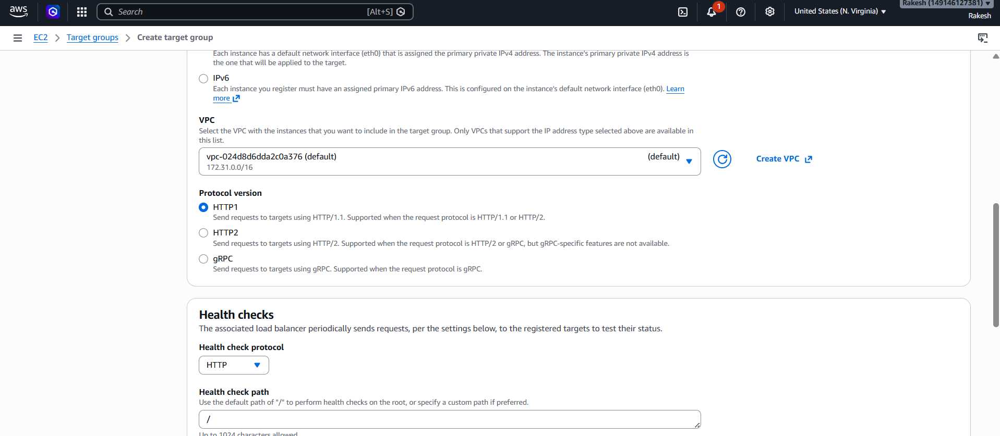 aws
Search
[Alt+S]
1
United States (N. Virginia)
Rakesh (149146127381)
Rakesh
EC2
Target groups
Create target group
Each instance has a default network interface (eth0) that is assigned the primary private IPv4 address. The instance's primary private IPv4 address is
the one that will be applied to the target.
IPv6
Each instance you register must have an assigned primary IPv6 address. This is configured on the instance's default network interface (eth0). Learn
more
VPC
Select the VPC with the instances that you want to include in the target group. Only VPCs that support the IP address type selected above are available in
this list.
vpc-024d8d6dda2c0a376 (default)
(default)
172.31.0.0/16
Create VPC
Protocol version
HTTP1
Send requests to targets using HTTP/1.1. Supported when the request protocol is HTTP/1.1 or HTTP/2.
HTTP2
Send requests to targets using HTTP/2. Supported when the request protocol is HTTP/2 or gRPC, but gRPC-specific features are not available.
gRPC
Send requests to targets using gRPC. Supported when the request protocol is gRPC.
Health checks
The associated load balancer periodically sends requests, per the settings below, to the registered targets to test their status.
Health check protocol
HTTP
Health check path
Use the default path of "/" to perform health checks on the root, or specify a custom path if preferred.
/
Up to 1024 characters allowed.